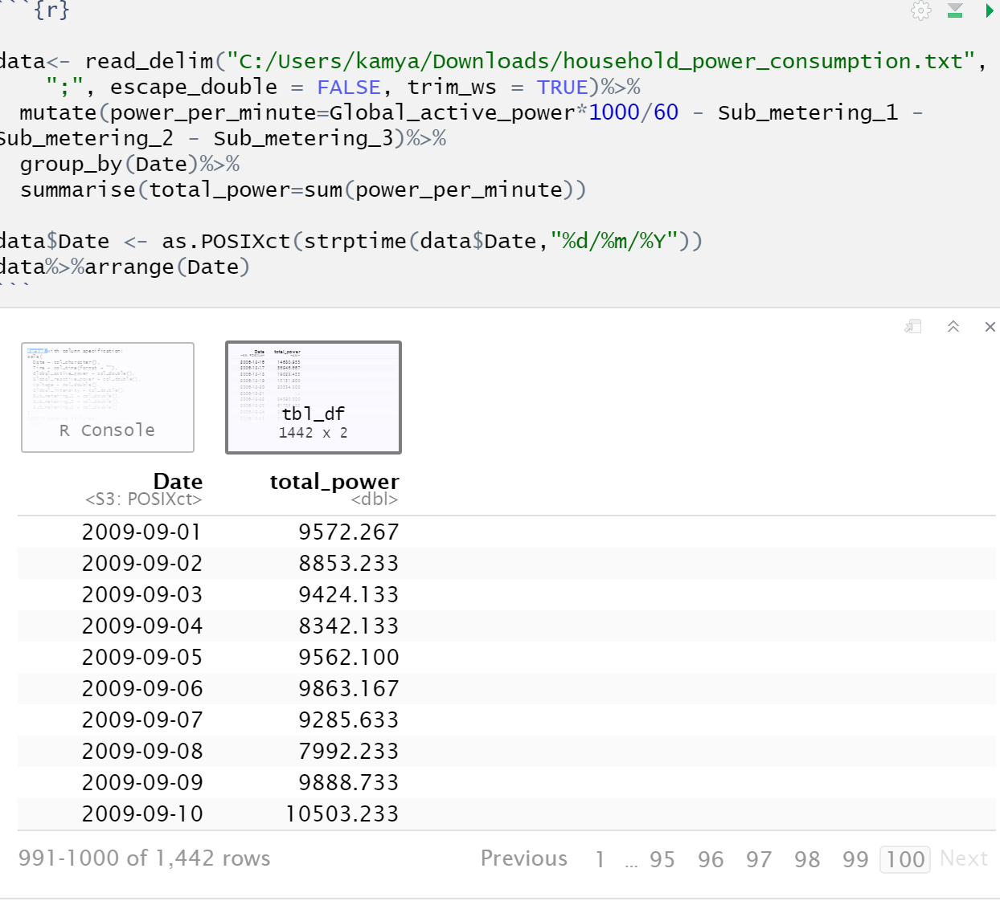 ```{r}
data<- read_delim("C:/Users/kamya/Downloads/household_power_consumption.txt",
";", escape_double = FALSE, trim_ws = TRUE)%>%
mutate(power_per_minute=Global_active_power*1000/60 - Sub_metering_1 -
Sub_metering_2 - Sub_metering_3)%>%
group_by(Date)%>%
summarise(total_power=sum(power_per_minute))
data$Date <- as.POSIXct(strptime(data$Date,"%d/%m/%Y"))
data%>%arrange(Date)
```
R Console
tbl_df
1442 x 2
Date total_power
<S3: POSIXct> <dbl>
2009-09-01 9572.267
2009-09-02 8853.233
2009-09-03 9424.133
2009-09-04 8342.133
2009-09-05 9562.100
2009-09-06 9863.167
2009-09-07 9285.633
2009-09-08 7992.233
2009-09-09 9888.733
2009-09-10 10503.233
991-1000 of 1,442 rows Previous 1 ... 95 96 97 98 99 100 Next